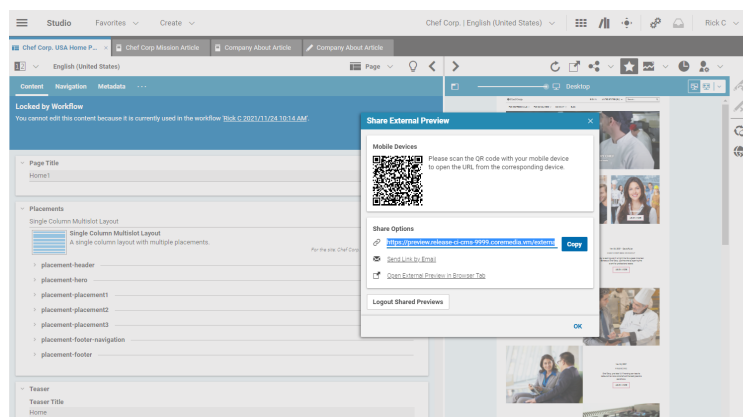 Studio
Favorites
Create
Chef Corp. | English (United States)
Rick C
Chef Corp. USA Home P...
Chef Corp Mission Article
Company About Article
Company About Article
English (United States)
Page
Content
Navigation
Metadata
Desktop
Locked by Workflow
You cannot edit this content because it is currently used in the workflow 'Rick C 2021/11/24 10:14 AM'.
Page Title
Home1
Placements
Single Column Multislot Layout
Single Column Multislot Layout
A single column layout with multiple placements.
For the site: Chef Corp
placement-header
placement-hero
placement-placement1
placement-placement2
placement-placement3
placement-footer-navigation
placement-footer
Teaser
Teaser Title
Home
Share External Preview
Mobile Devices
Please scan the QR code with your mobile device
to open the URL from the corresponding device.
Share Options
https://preview.release-ci-cms-9999.coremedia.vm/externa
Copy
Send Link by Email
Open External Preview in Browser Tab
Logout Shared Previews
OK